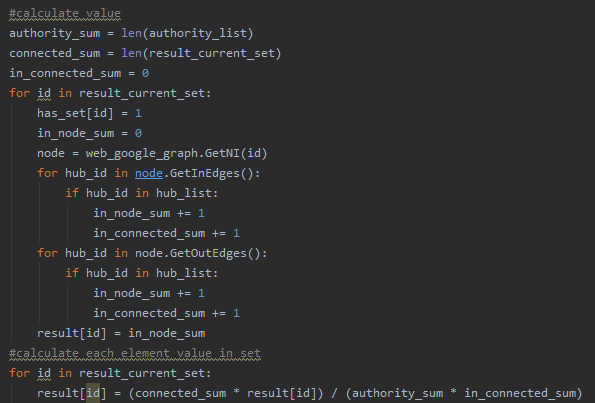 #calculate value
authority_sum = len(authority_list)
connected_sum = len(result_current_set)
in_connected_sum = 0
for id in result_current_set:
    has_set[id] = 1
    in_node_sum = 0
    node = web_google_graph.GetNI(id)
    for hub_id in node.GetInEdges():
        if hub_id in hub_list:
            in_node_sum += 1
            in_connected_sum += 1
    for hub_id in node.GetOutEdges():
        if hub_id in hub_list:
            in_node_sum += 1
            in_connected_sum += 1
    result[id] = in_node_sum
#calculate each element value in set
for id in result_current_set:
    result[id] = (connected_sum * result[id]) / (authority_sum * in_connected_sum)